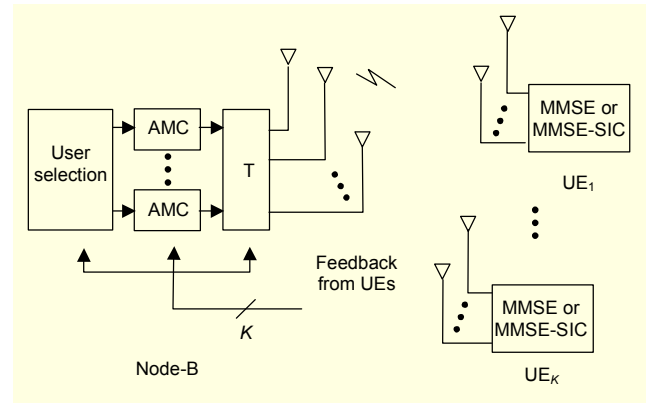 User
selection
AMC
AMC
T
Feedback
from UEs
K
Node-B
MMSE or
MMSE-SIC
UE1
MMSE or
MMSE-SIC
UEK